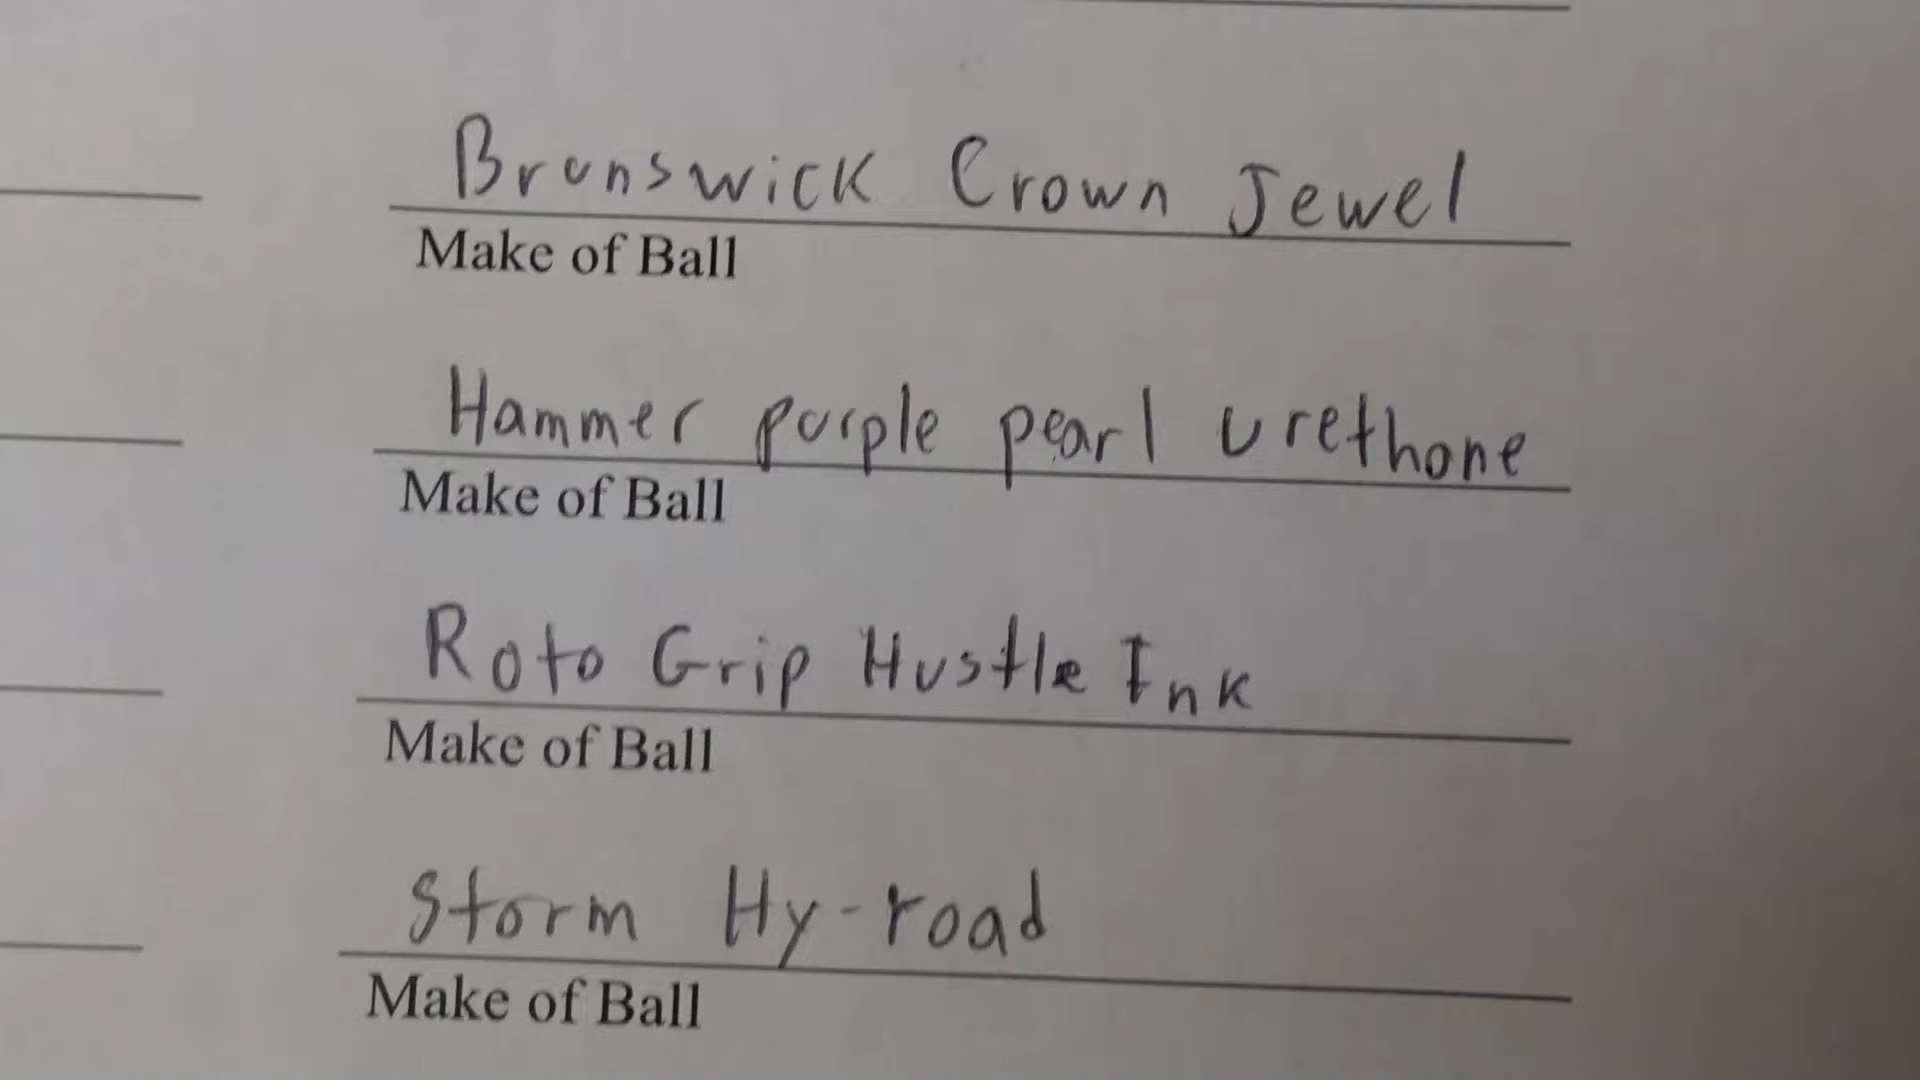 Brunswick Crown Jewel
Make of Ball
Hammer purple pearl urethone
Make of Ball
Roto Grip Hustle Ink
Make of Ball
Storm Hy-road
Make of Ball